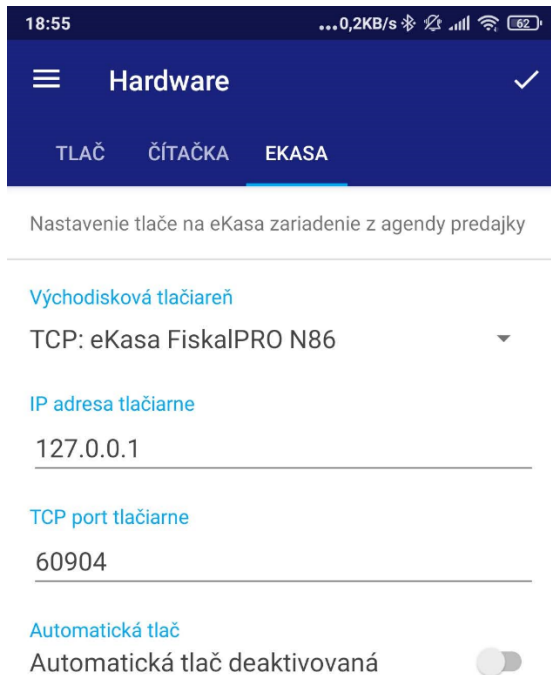 18:55 ...0,2KB/s 62
Hardware
TLAČ ČÍTAČKA EKASA
Nastavenie tlače na eKasa zariadenie z agendy predajky
Východisková tlačiareň
TCP: eKasa FiskalPRO N86
IP adresa tlačiarne
127.0.0.1
TCP port tlačiarne
60904
Automatická tlač
Automatická tlač deaktivovaná